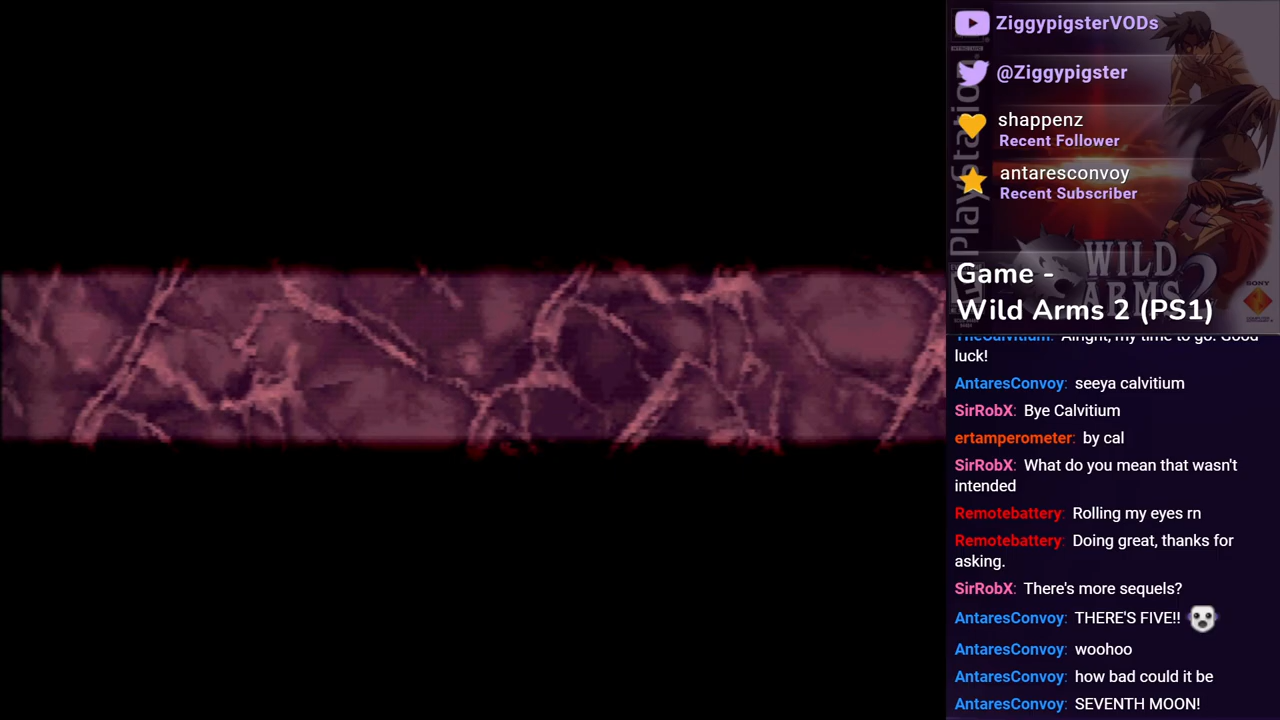 ZiggypigsterVODs
@Ziggypigster
shappenz
Recent Follower
antaresconvoy
Recent Subscriber
PlayStation
WILD
ARMS 2
SONY
Game -
Wild Arms 2 (PS1)
TheCalvitium: Alright, my time to go! Good
luck!
AntaresConvoy: seeya calvitium
SirRobX: Bye Calvitium
ertamperometer: by cal
SirRobX: What do you mean that wasn't
intended
Remotebattery: Rolling my eyes rn
Remotebattery: Doing great, thanks for
asking.
SirRobX: There's more sequels?
AntaresConvoy: THERE'S FIVE!!
AntaresConvoy: woohoo
AntaresConvoy: how bad could it be
AntaresConvoy: SEVENTH MOON!